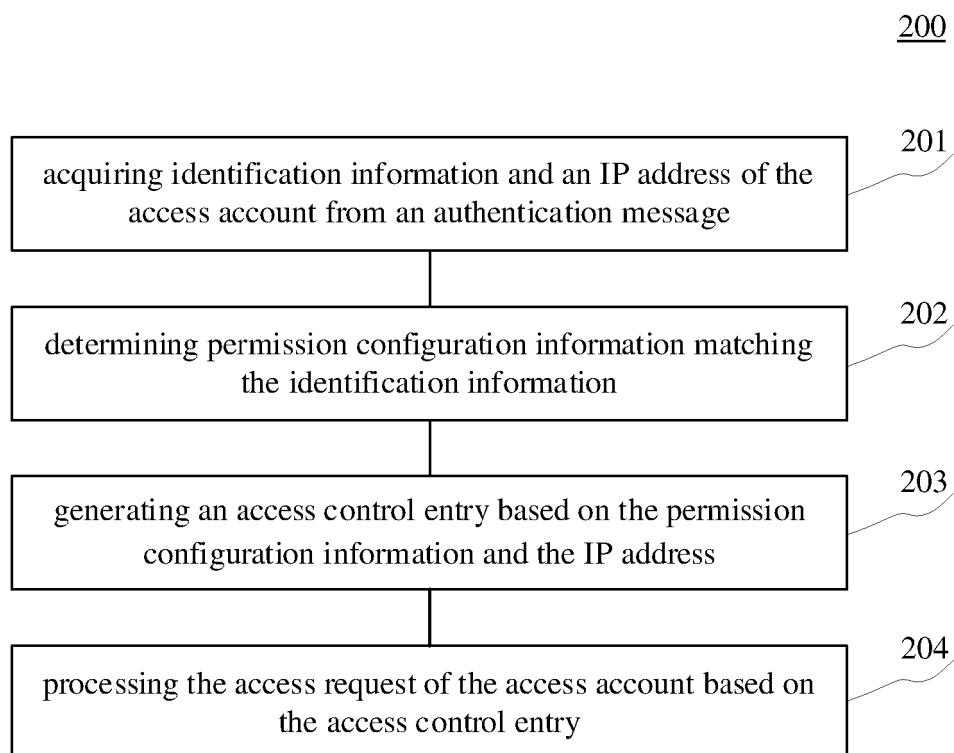 200
201
acquiring identification information and an IP address of the
access account from an authentication message
202
determining permission configuration information matching
the identification information
203
generating an access control entry based on the permission
configuration information and the IP address
204
processing the access request of the access account based on
the access control entry